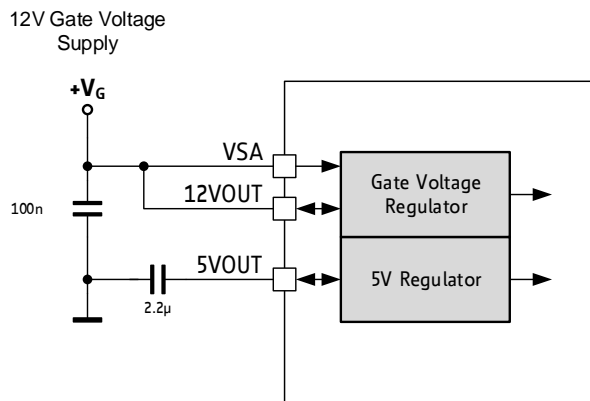 12V Gate Voltage
Supply
+VG
VSA
12VOUT
100n
5VOUT
2.2µ
Gate Voltage
Regulator
5V Regulator